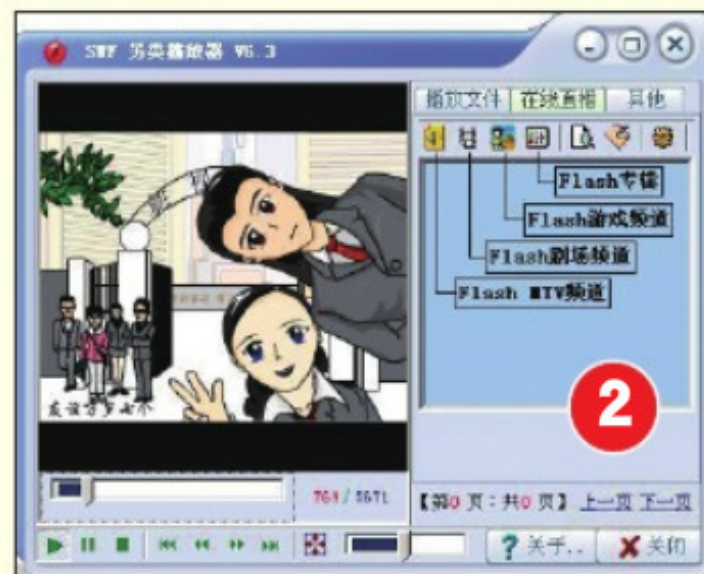 SWF 另类播放器 V6.3
播放文件 在线直播 其他
Flash专辑
Flash游戏频道
Flash剧场频道
Flash MTV频道
2
764 / 5671
【第0 页：共0 页】 上一页 下一页
? 关于.. 关闭